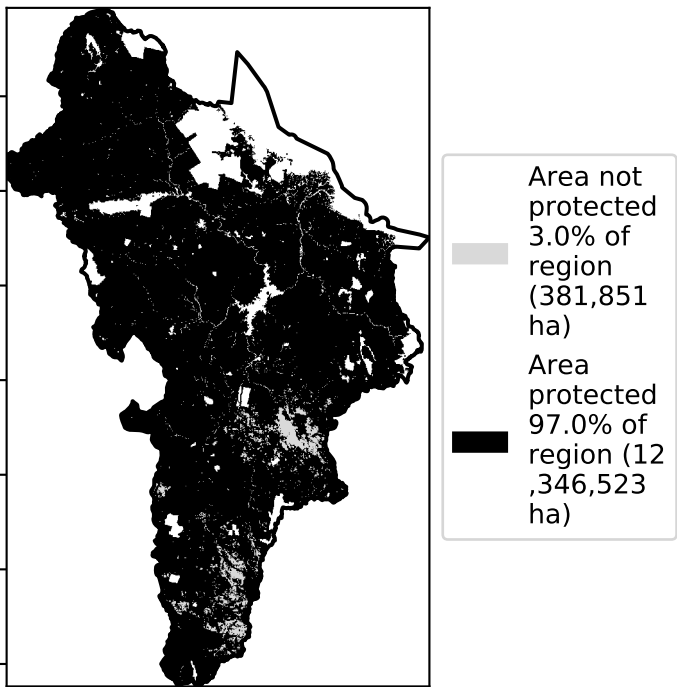 Area not
protected
3.0% of
region
(381,851
ha)
Area
protected
97.0% of
region (12
,346,523
ha)